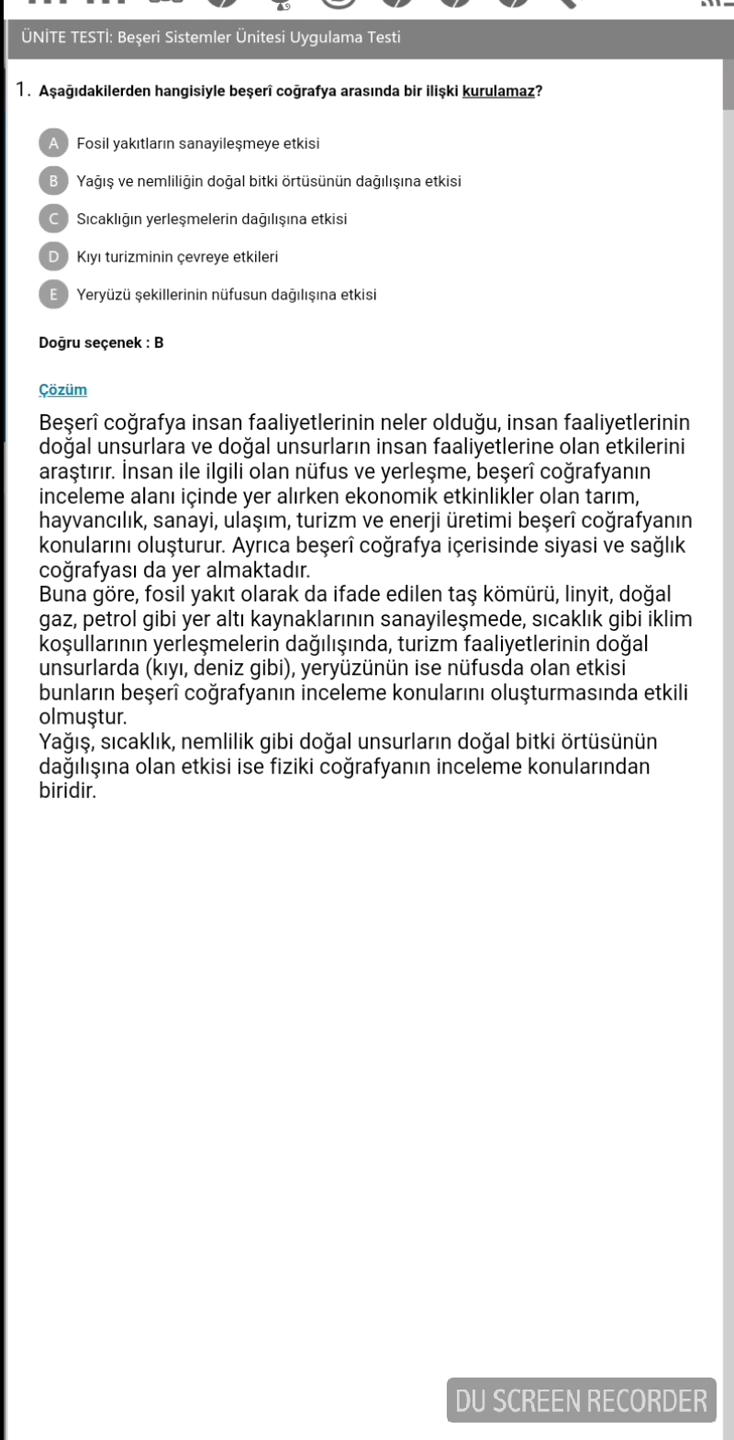 ÜNİTE TESTİ: Beşeri Sistemler Ünitesi Uygulama Testi
1. Aşağıdakilerden hangisiyle beşerî coğrafya arasında bir ilişki kurulamaz?
A Fosil yakıtların sanayileşmeye etkisi
B Yağış ve nemliliğin doğal bitki örtüsünün dağılışına etkisi
C Sıcaklığın yerleşmelerin dağılışına etkisi
D Kıyı turizminin çevreye etkileri
E Yeryüzü şekillerinin nüfusun dağılışına etkisi
Doğru seçenek : B
Çözüm
Beşerî coğrafya insan faaliyetlerinin neler olduğu, insan faaliyetlerinin
doğal unsurlara ve doğal unsurların insan faaliyetlerine olan etkilerini
araştırır. İnsan ile ilgili olan nüfus ve yerleşme, beşerî coğrafyanın
inceleme alanı içinde yer alırken ekonomik etkinlikler olan tarım,
hayvancılık, sanayi, ulaşım, turizm ve enerji üretimi beşerî coğrafyanın
konularını oluşturur. Ayrıca beşerî coğrafya içerisinde siyasi ve sağlık
coğrafyası da yer almaktadır.
Buna göre, fosil yakıt olarak da ifade edilen taş kömürü, linyit, doğal
gaz, petrol gibi yer altı kaynaklarının sanayileşmede, sıcaklık gibi iklim
koşullarının yerleşmelerin dağılışında, turizm faaliyetlerinin doğal
unsurlarda (kıyı, deniz gibi), yeryüzünün ise nüfusda olan etkisi
bunların beşerî coğrafyanın inceleme konularını oluşturmasında etkili
olmuştur.
Yağış, sıcaklık, nemlilik gibi doğal unsurların doğal bitki örtüsünün
dağılışına olan etkisi ise fiziki coğrafyanın inceleme konularından
biridir.
DU SCREEN RECORDER